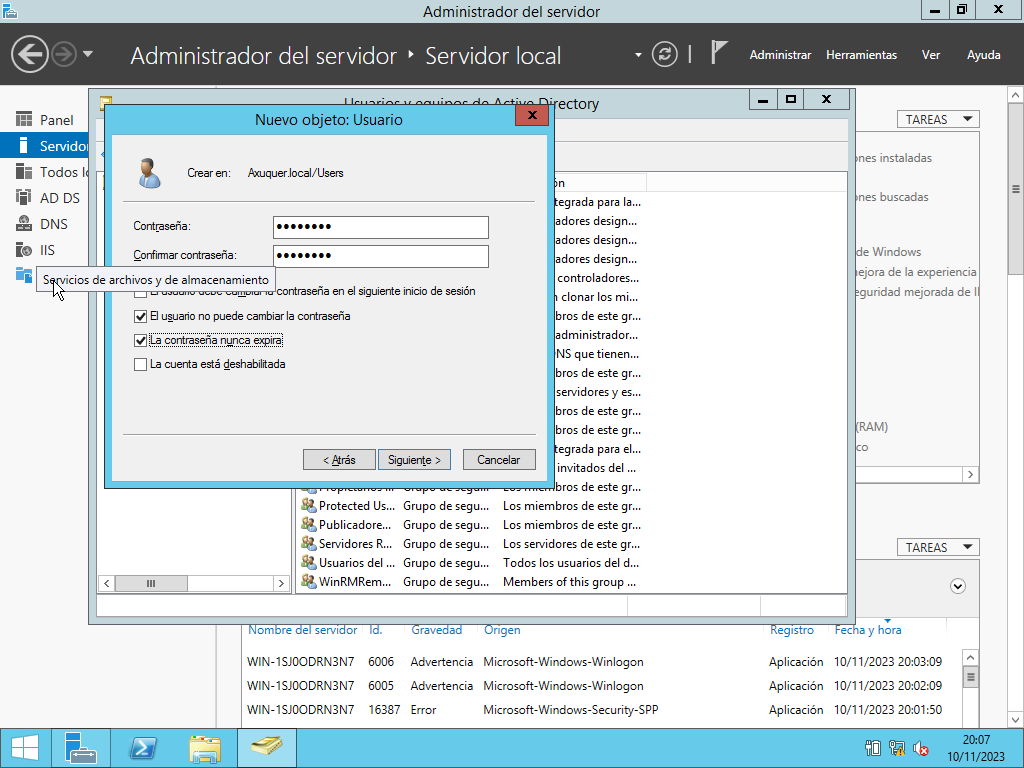 Administrador del servidor
Administrador del servidor ‣ Servidor local
Administrar Herramientas Ver Ayuda
Usuarios y equipos de Active Directory
Nuevo objeto: Usuario
Panel
Servidor
Todos lo
AD DS
DNS
IIS
Servicios de archivos y de almacenamiento
Crear en: Axuquer.local/Users
Contraseña: ••••••••
Confirmar contraseña: ••••••••
El usuario debe cambiar la contraseña en el siguiente inicio de sesión
El usuario no puede cambiar la contraseña
La contraseña nunca expira
La cuenta está deshabilitada
< Atrás
Siguiente >
Cancelar
ón
tegrada para la...
adores design...
adores design...
adores design...
controladores...
n clonar los mi...
bros de este gr...
administrador...
NS que tienen...
bros de este gr...
servidores y es...
bros de este gr...
bros de este gr...
tegrada para el...
invitados del ...
Propietarios ... Grupo de segu... Los miembros de este gr...
Protected Us... Grupo de segu... Los miembros de este gr...
Publicadore... Grupo de segu... Los miembros de este gr...
Servidores R... Grupo de segu... Los servidores de este gr...
Usuarios del ... Grupo de segu... Todos los usuarios del d...
WinRMRem... Grupo de segu... Members of this group ...
TAREAS
ones instaladas
ones buscadas
de Windows
ejora de la experiencia
eguridad mejorada de IE
(RAM)
co
TAREAS
Nombre del servidor Id. Gravedad Origen Registro Fecha y hora
WIN-1SJ0ODRN3N7 6006 Advertencia Microsoft-Windows-Winlogon Aplicación 10/11/2023 20:03:09
WIN-1SJ0ODRN3N7 6005 Advertencia Microsoft-Windows-Winlogon Aplicación 10/11/2023 20:02:09
WIN-1SJ0ODRN3N7 16387 Error Microsoft-Windows-Security-SPP Aplicación 10/11/2023 20:01:50
20:07
10/11/2023